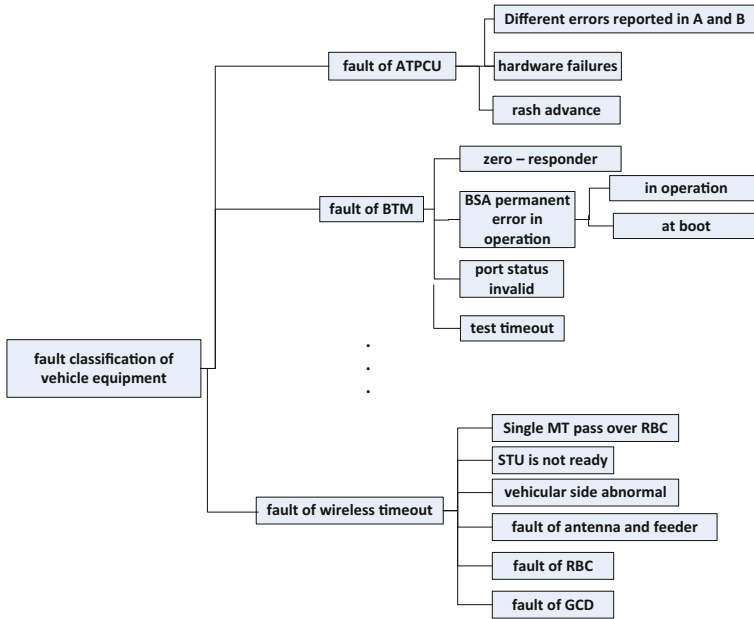 Different errors reported in A and B
fault of ATPCU
hardware failures
rash advance
zero – responder
in operation
fault of BTM
BSA permanent
error in
operation
at boot
port status
invalid
test timeout
fault classification of
vehicle equipment
.
.
.
Single MT pass over RBC
STU is not ready
vehicular side abnormal
fault of wireless timeout
fault of antenna and feeder
fault of RBC
fault of GCD